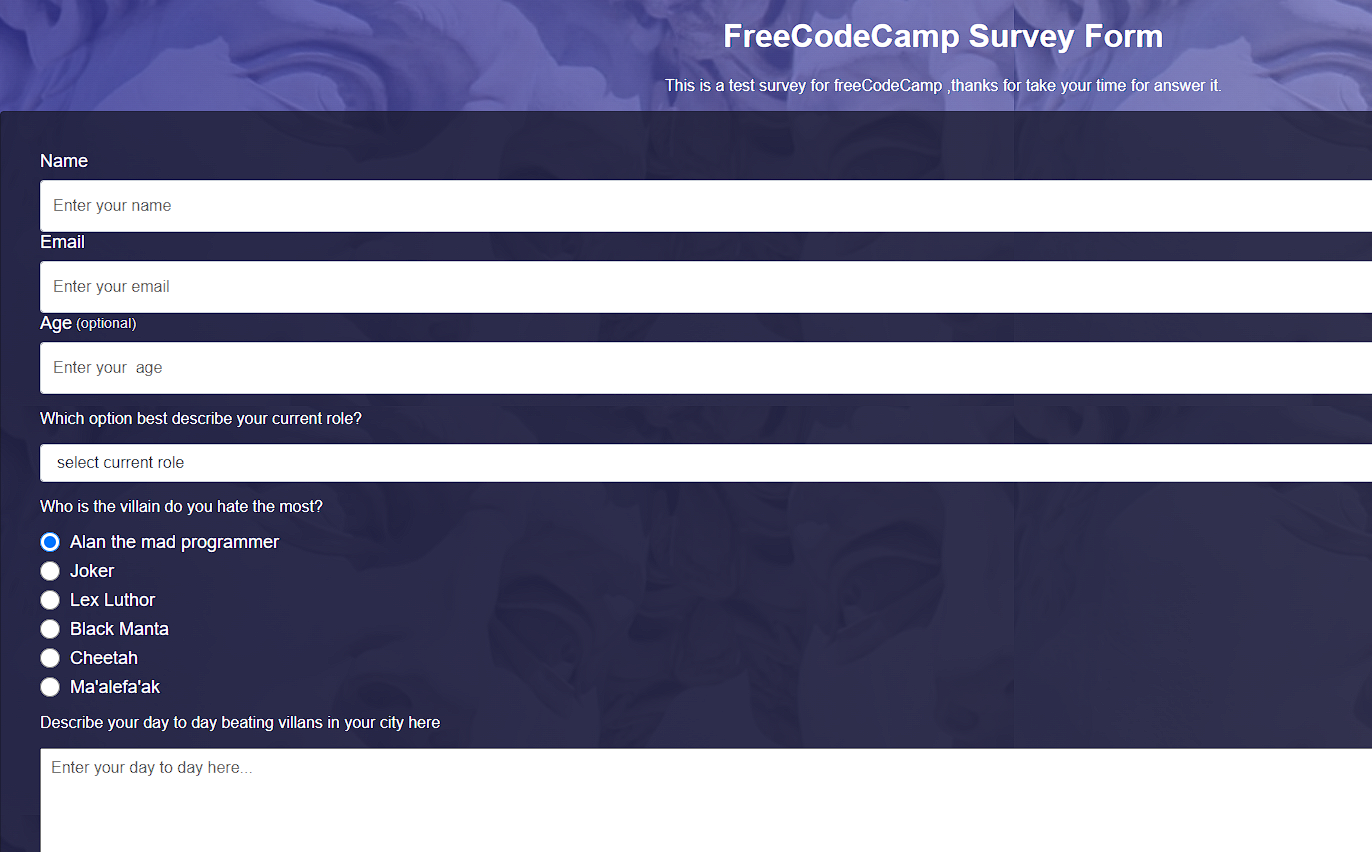 FreeCodeCamp Survey Form
This is a test survey for freeCodeCamp ,thanks for take your time for answer it.
Name
Enter your name
Email
Enter your email
Age (optional)
Enter your  age
Which option best describe your current role?
select current role
Who is the villain do you hate the most?
Alan the mad programmer
Joker
Lex Luthor
Black Manta
Cheetah
Ma'alefa'ak
Describe your day to day beating villans in your city here
Enter your day to day here...